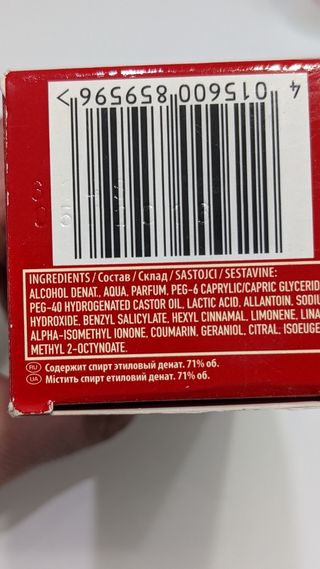 4 015600 859596 >
INGREDIENTS / Состав / Склад / SASTOJCI / SESTAVINE:
ALCOHOL DENAT., AQUA, PARFUM, PEG-6 CAPRYLIC/CAPRIC GLYCERID
PEG-40 HYDROGENATED CASTOR OIL, LACTIC ACID, ALLANTOIN, SODIU
HYDROXIDE, BENZYL SALICYLATE, HEXYL CINNAMAL, LIMONENE, LINA
ALPHA-ISOMETHYL IONONE, COUMARIN, GERANIOL, CITRAL, ISOEUGE
METHYL 2-OCTYNOATE.
RU Содержит спирт этиловый денат. 71% об.
UA Містить спирт етиловий денат. 71% об.